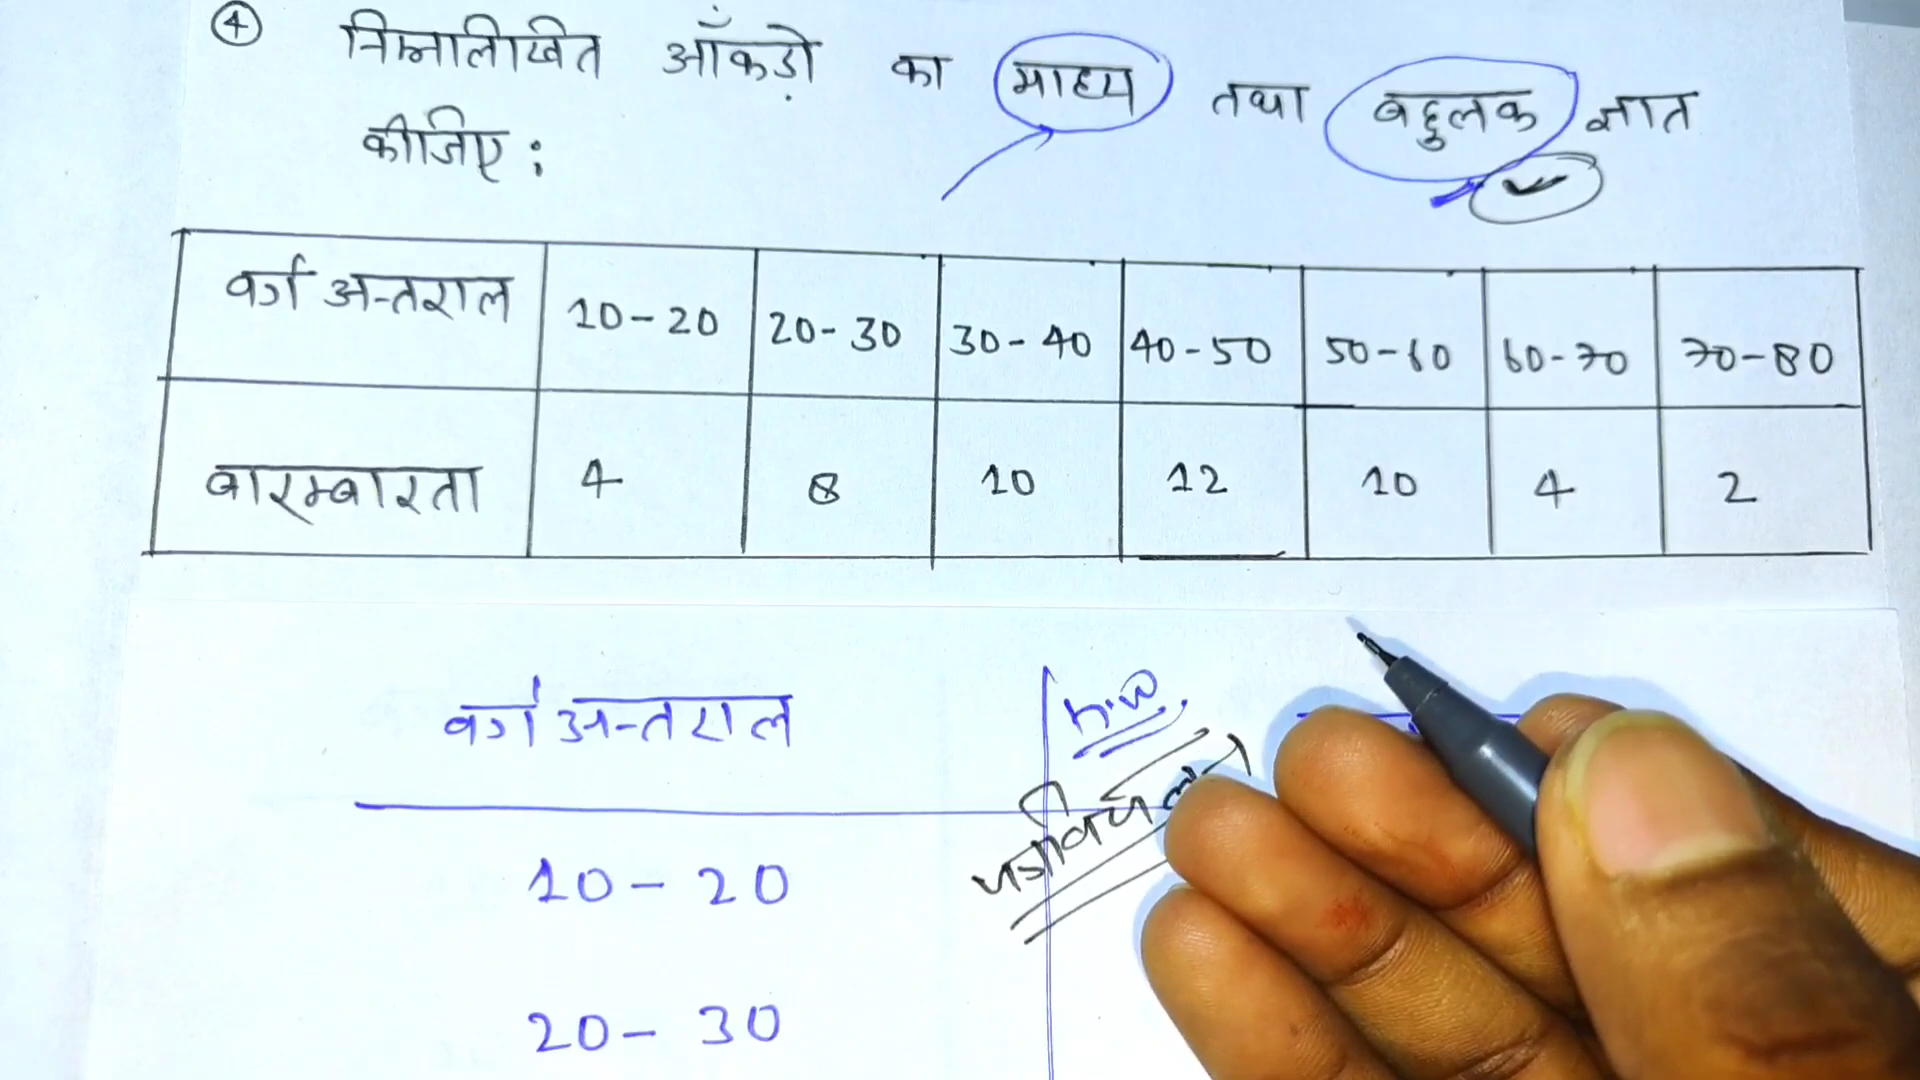 ④ निम्नलिखित आँकड़ो का माध्य तथा बहुलक ज्ञात
कीजिए :
वर्ग अन्तराल 10-20 20-30 30-40 40-50 50-60 60-70 70-80
बारम्बारता 4 8 10 12 10 4 2
वर्ग अन्तराल
h.w.
10 - 20
20 - 30